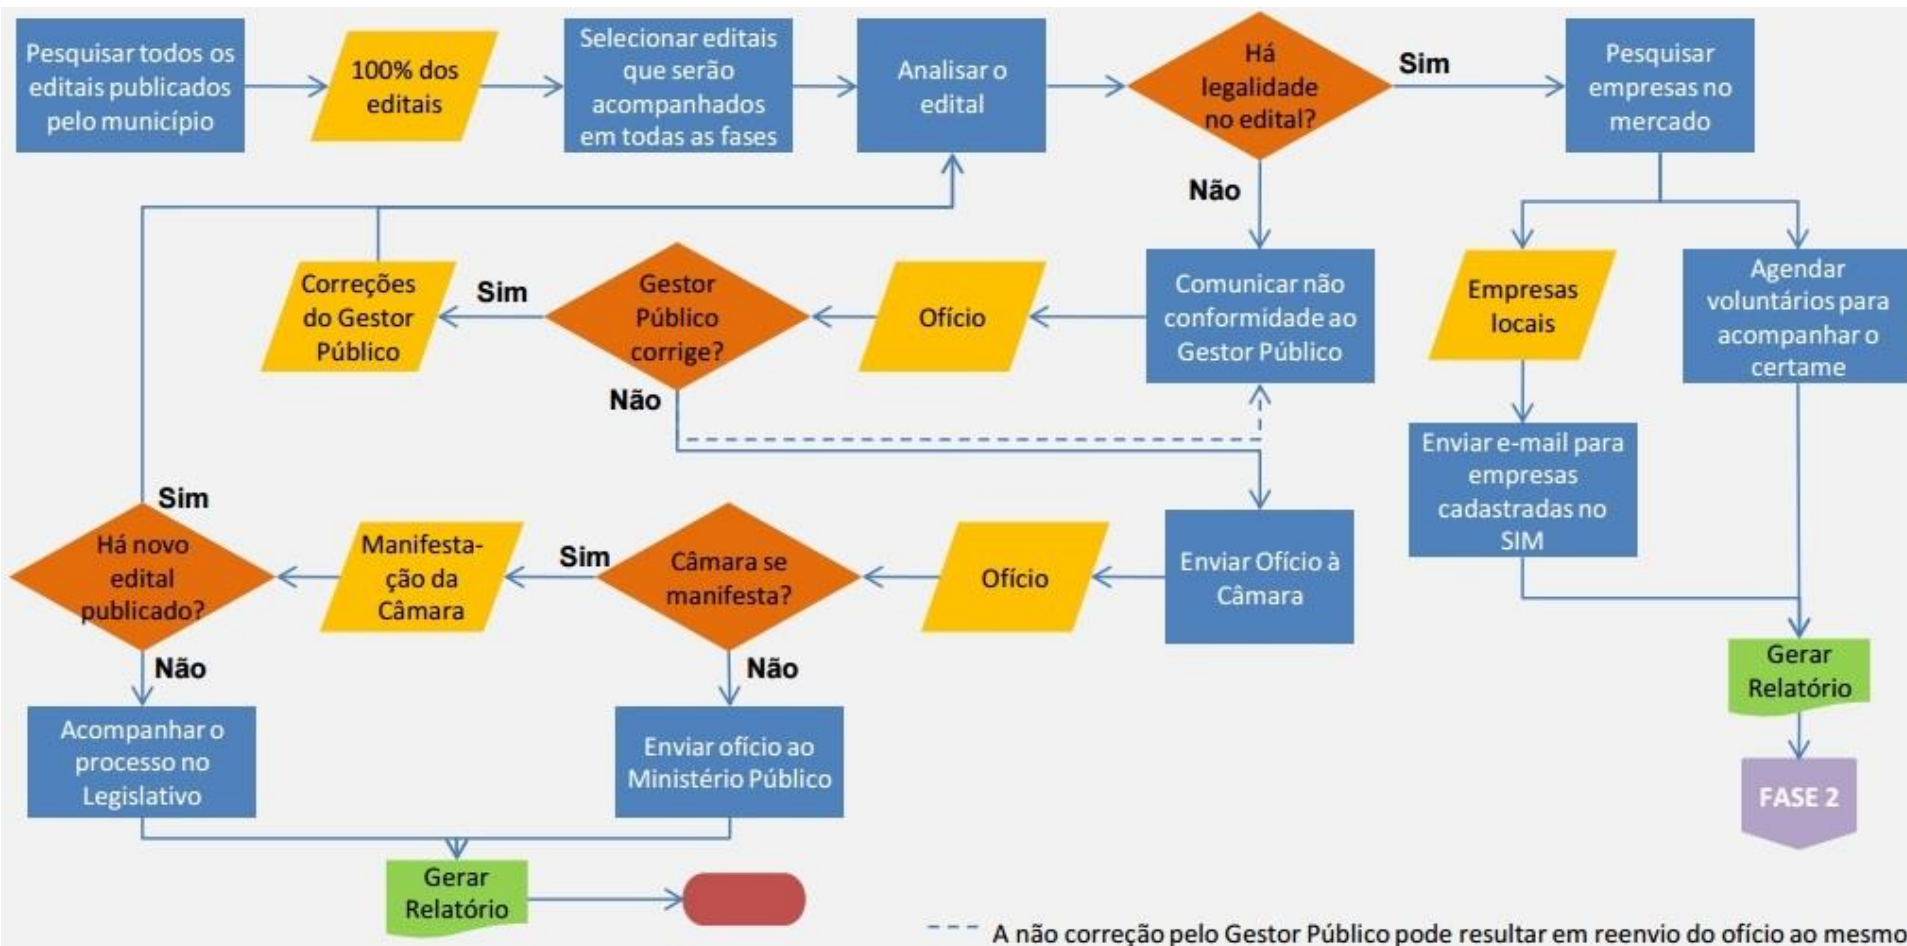 Pesquisar todos os
editais publicados
pelo município
100% dos
editais
Selecionar editais
que serão
acompanhados
em todas as fases
Analisar o
edital
Há
legalidade
no edital?
Sim
Pesquisar
empresas no
mercado
Não
Correções
do Gestor
Público
Sim
Gestor
Público
corrige?
Ofício
Comunicar não
conformidade ao
Gestor Público
Empresas
locais
Agendar
voluntários para
acompanhar o
certame
Não
Enviar e-mail para
empresas
cadastradas no
SIM
Sim
Há novo
edital
publicado?
Manifesta-
ção da
Câmara
Sim
Câmara se
manifesta?
Ofício
Enviar Ofício à
Câmara
Não
Não
Gerar
Relatório
Acompanhar o
processo no
Legislativo
Enviar ofício ao
Ministério Público
FASE 2
Gerar
Relatório
A não correção pelo Gestor Público pode resultar em reenvio do ofício ao mesmo